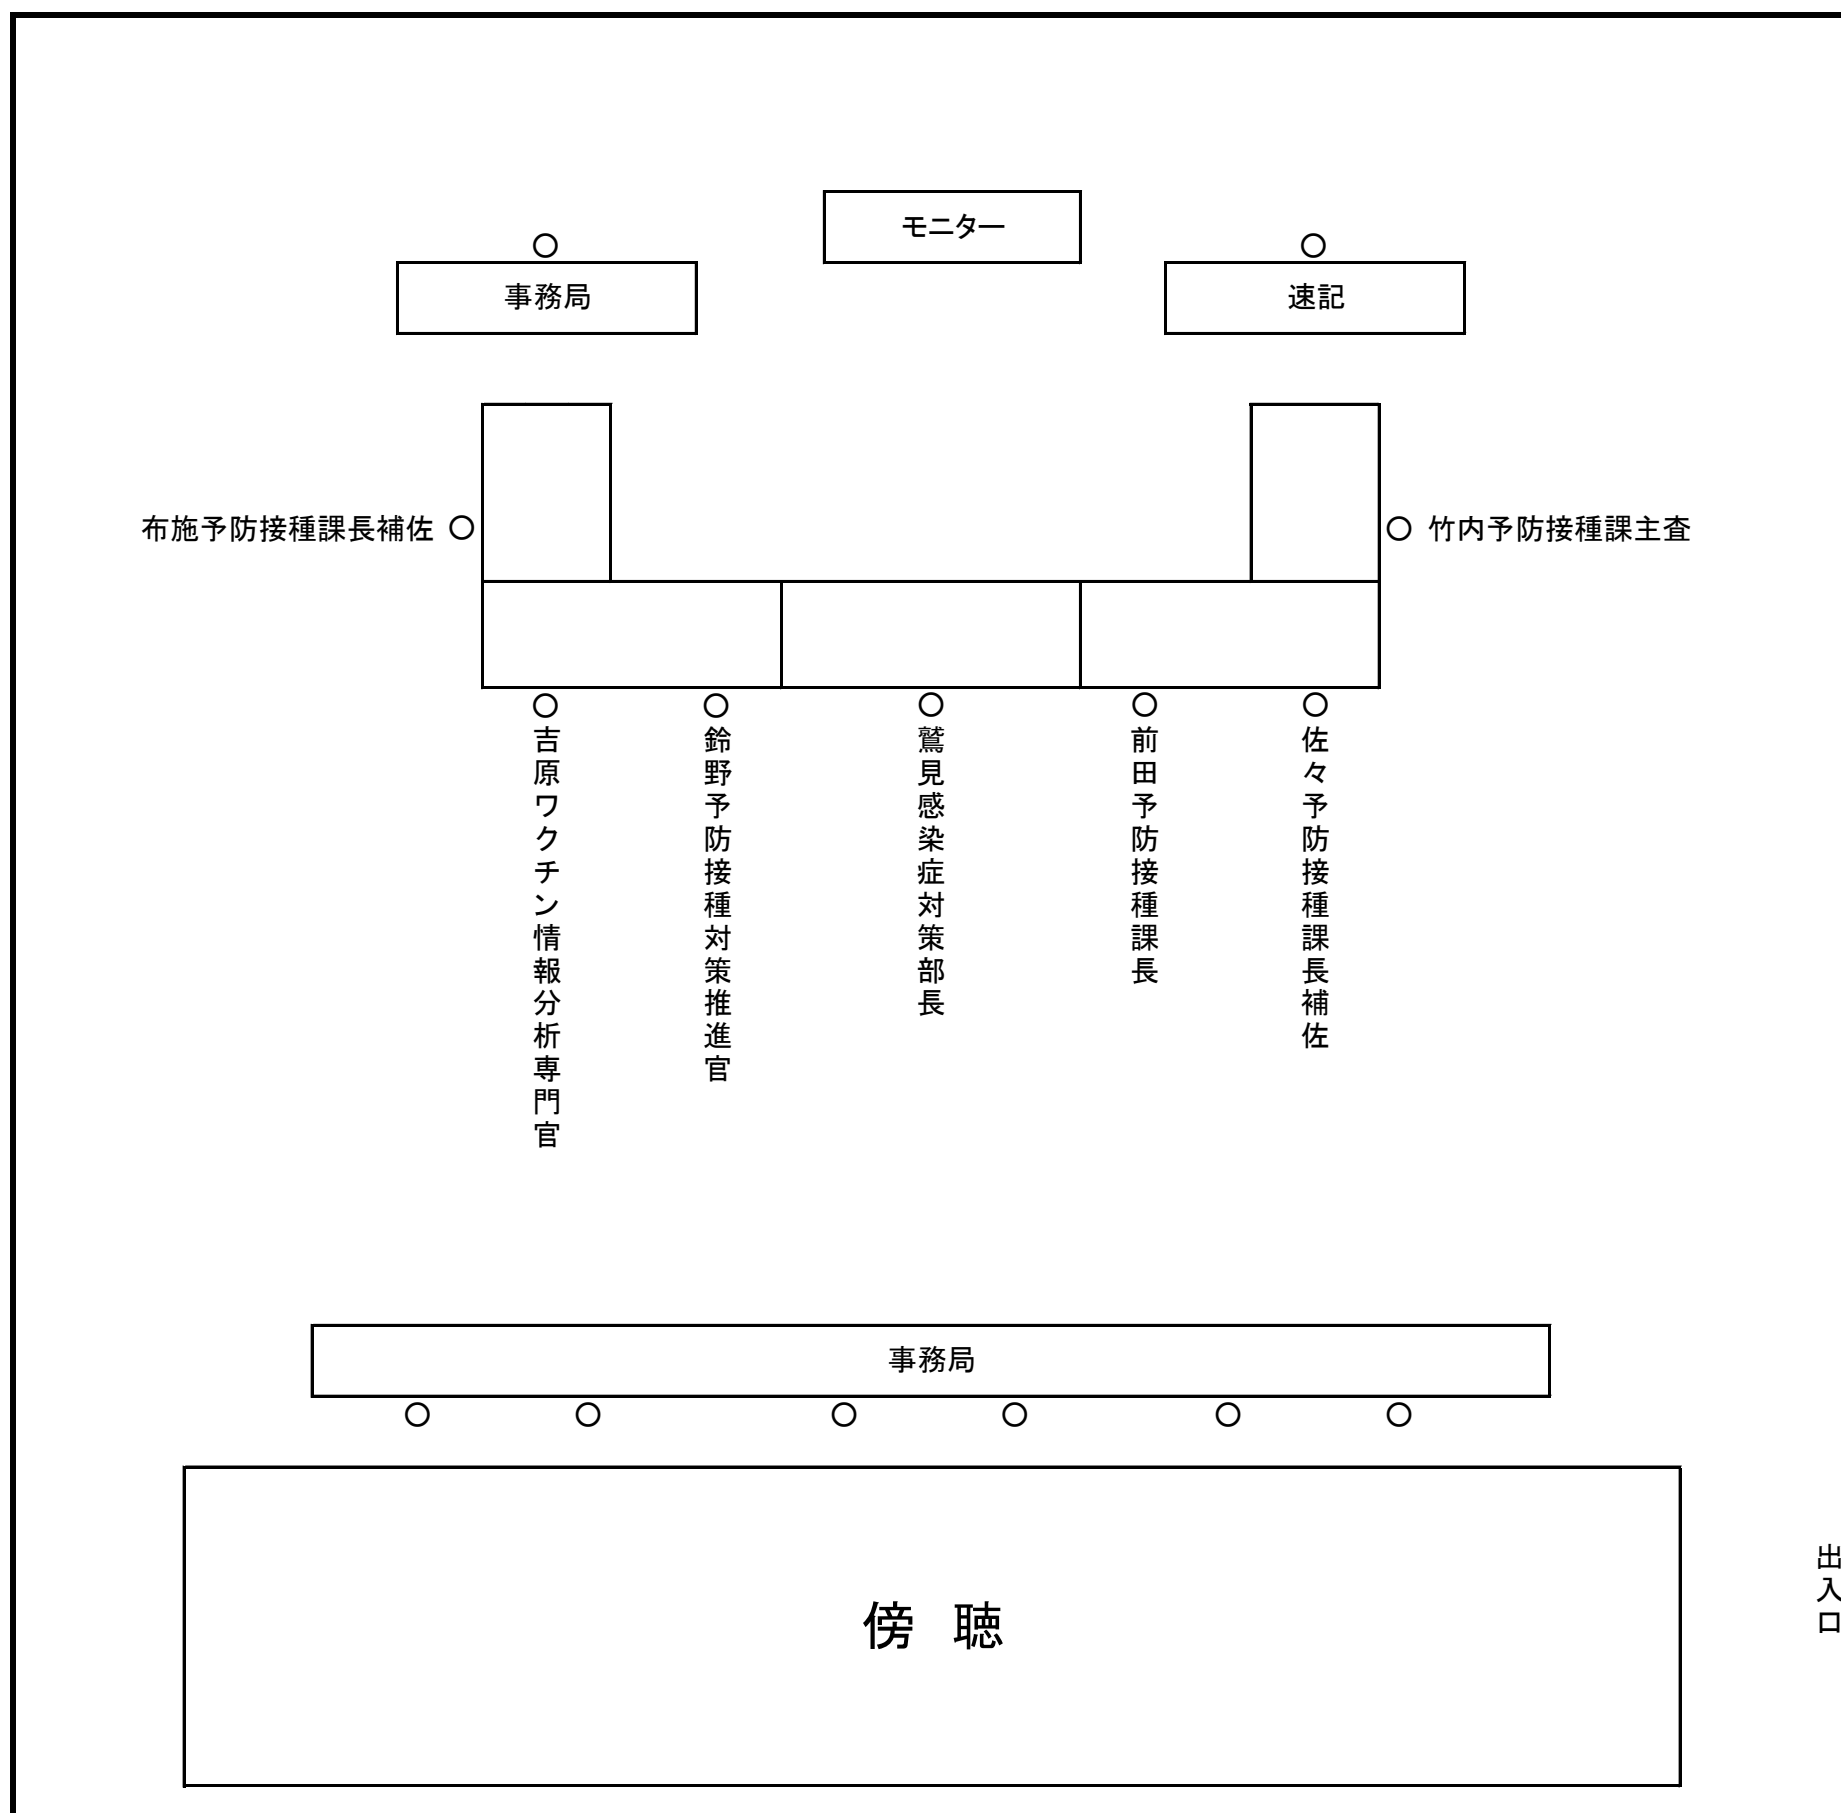 モニター
事務局
速記
布施予防接種課長補佐 ○
○ 竹内予防接種課主査
○吉原ワクチン情報分析専門官
○鈴野予防接種対策推進官
○鷲見感染症対策部長
○前田予防接種課長
○佐々予防接種課長補佐
事務局
傍 聴
出入口